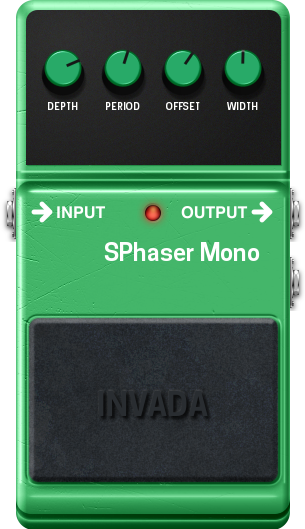 DEPTH PERIOD OFFSET WIDTH
INPUT OUTPUT
SPhaser Mono
INVADA